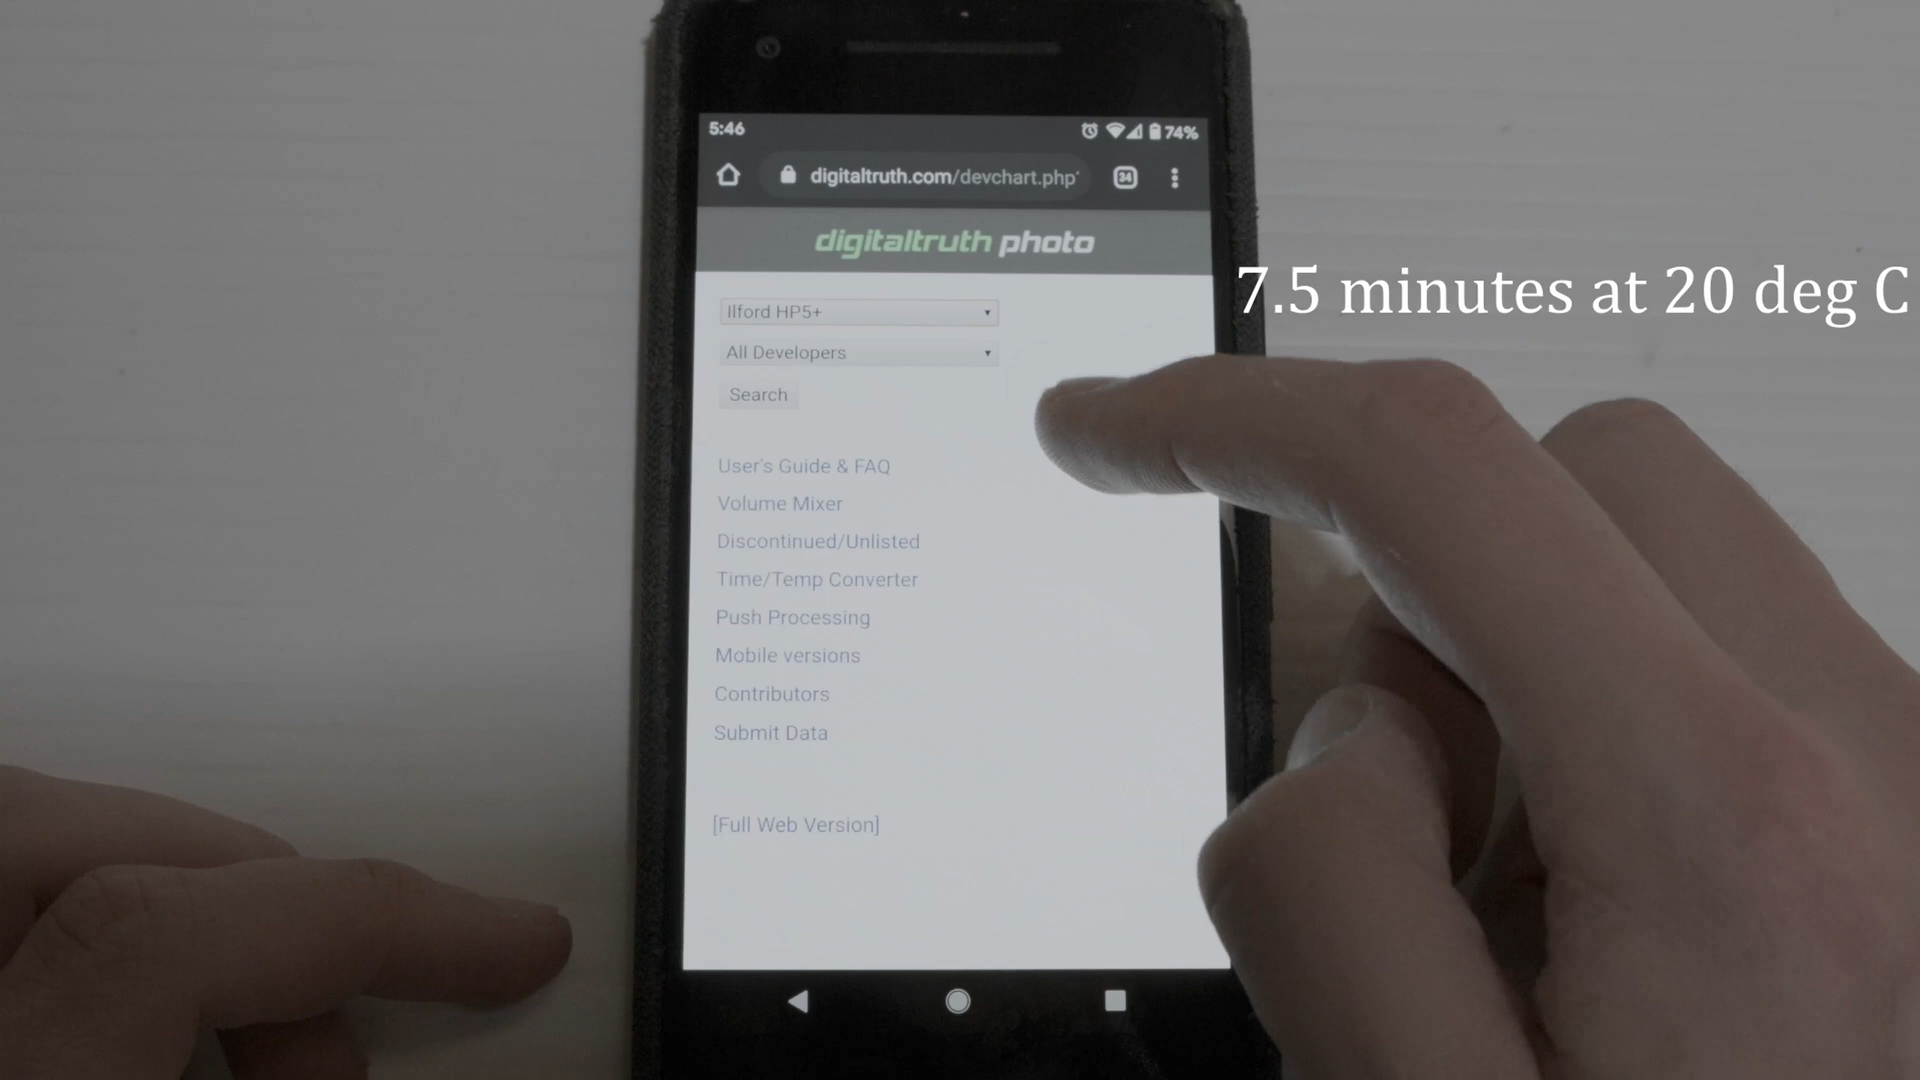 5:46
74%
digitaltruth.com/devchart.php
34
digitaltruth photo
7.5 minutes at 20 deg C
Ilford HP5+
All Developers
Search
User's Guide & FAQ
Volume Mixer
Discontinued/Unlisted
Time/Temp Converter
Push Processing
Mobile versions
Contributors
Submit Data
[Full Web Version]